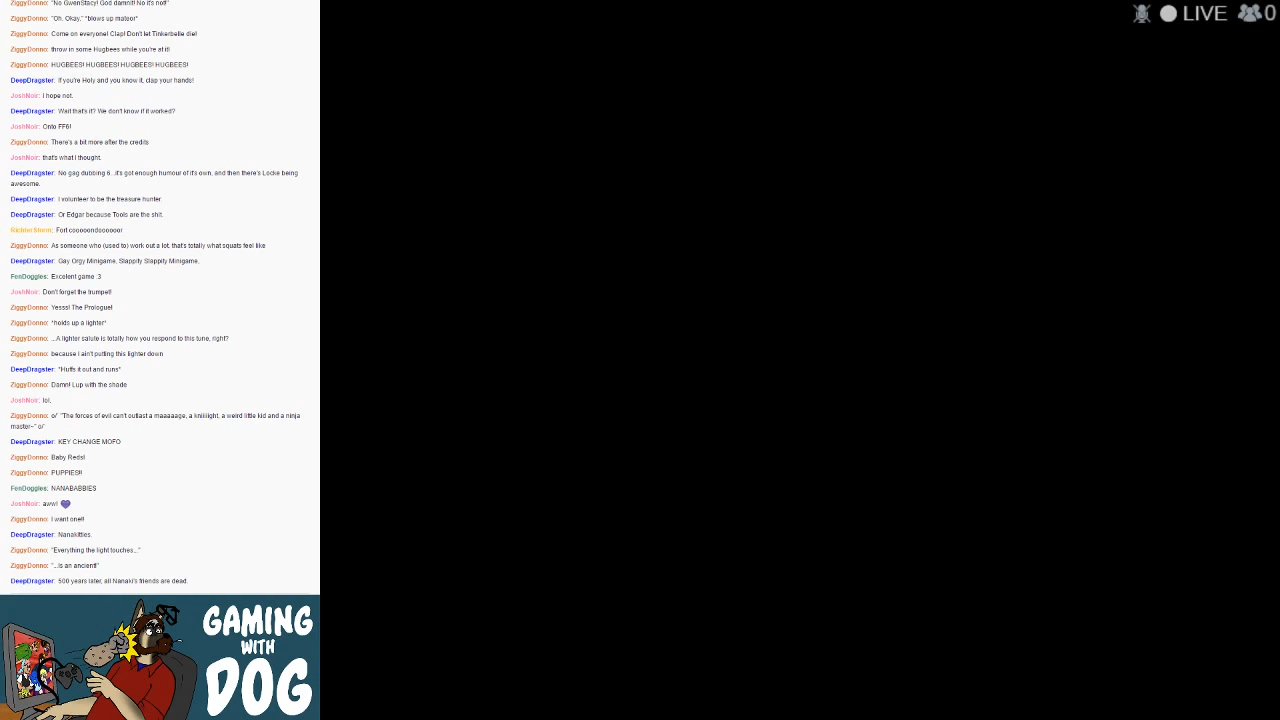 ZiggyDonno: "No GwenStacy! God damnit! No it's not!"
ZiggyDonno: "Oh. Okay." *blows up mateor*
ZiggyDonno: Come on everyone! Clap! Don't let Tinkerbelle die!
ZiggyDonno: throw in some Hugbees while you're at it!
ZiggyDonno: HUGBEES! HUGBEES! HUGBEES! HUGBEES!
DeepDragster: If you're Holy and you know it, clap your hands!
JoshNoir: I hope not.
DeepDragster: Wait that's it? We don't know if it worked?
JoshNoir: Onto FF6!
ZiggyDonno: There's a bit more after the credits
JoshNoir: that's what I thought.
DeepDragster: No gag dubbing 6...it's got enough humour of it's own, and then there's Locke being
awesome.
DeepDragster: I volunteer to be the treasure hunter.
DeepDragster: Or Edgar because Tools are the shit.
RichterStorm: Fort cooooondoooooor
ZiggyDonno: As someone who (used to) work out a lot, that's totally what squats feel like
DeepDragster: Gay Orgy Minigame, Slappity Slappity Minigame.
FenDoggles: Excelent game :3
JoshNoir: Don't forget the trumpet!
ZiggyDonno: Yesss! The Prologue!
ZiggyDonno: *holds up a lighter*
ZiggyDonno: ...A lighter salute is totally how you respond to this tune, right?
ZiggyDonno: because I ain't putting this lighter down
DeepDragster: *Huffs it out and runs*
ZiggyDonno: Damn! Lup with the shade
JoshNoir: lol.
ZiggyDonno: o/' "The forces of evil can't outlast a maaaaage, a kniiiiight, a weird little kid and a ninja
master~" o/'
DeepDragster: KEY CHANGE MOFO
ZiggyDonno: Baby Reds!
ZiggyDonno: PUPPIES!!
FenDoggles: NANABABBIES
JoshNoir: aww! 💜
ZiggyDonno: I want one!!
DeepDragster: Nanakitties.
ZiggyDonno: "Everything the light touches..."
ZiggyDonno: "...is an ancient!"
DeepDragster: 500 years later, all Nanaki's friends are dead.
GAMING
WITH
DOG
LIVE 0